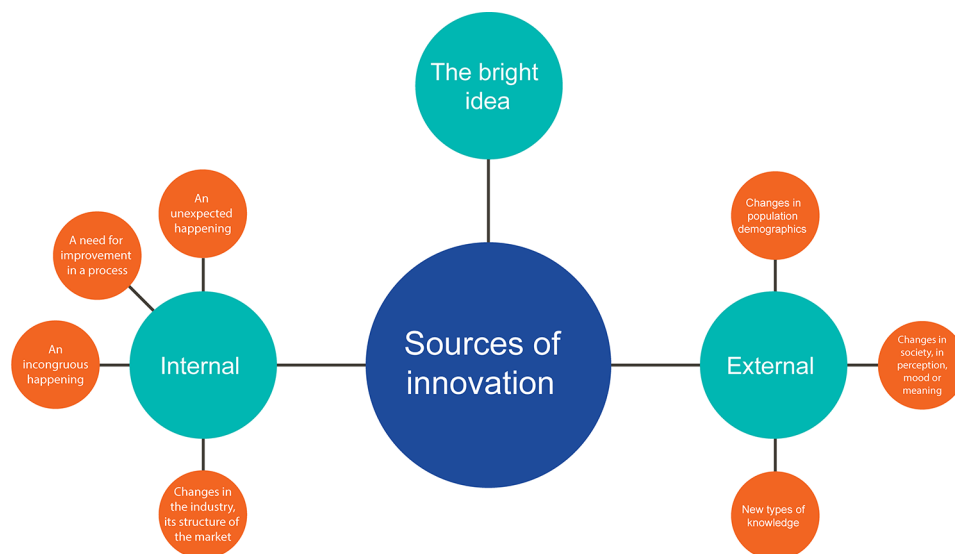 The bright
idea
An
unexpected
happening
A need for
improvement
in a process
An
incongruous
happening
Internal
Changes in
the industry,
its structure of
the market
Sources of
innovation
Changes in
population
demographics
External
Changes in
society, in
perception,
mood or
meaning
New types of
knowledge